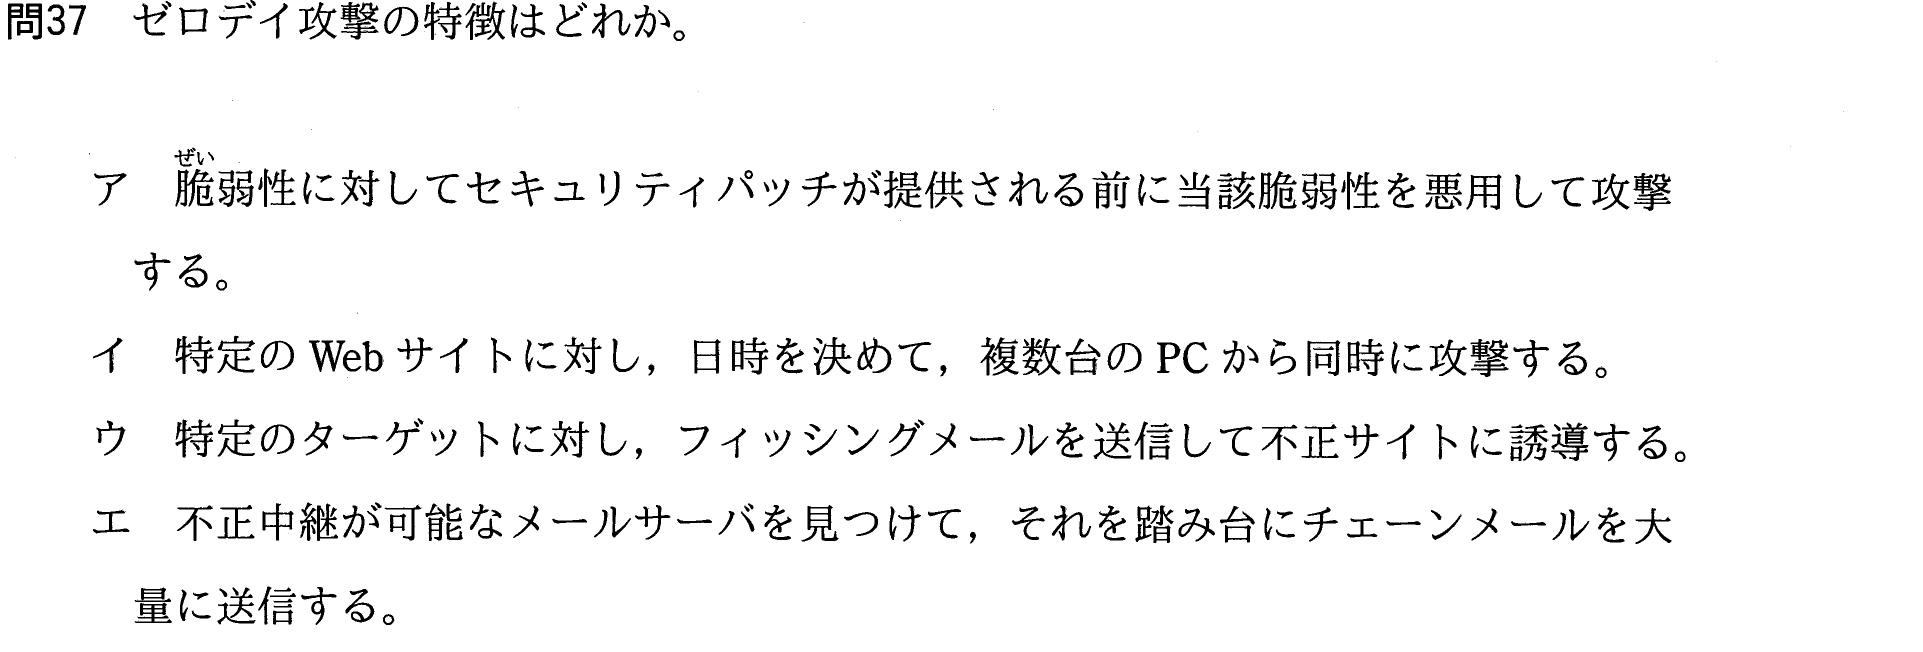 問37　ゼロデイ攻撃の特徴はどれか。
ぜい
ア　脆弱性に対してセキュリティパッチが提供される前に当該脆弱性を悪用して攻撃
する。
イ　特定の Web サイトに対し，日時を決めて，複数台の PC から同時に攻撃する。
ウ　特定のターゲットに対し，フィッシングメールを送信して不正サイトに誘導する。
エ　不正中継が可能なメールサーバを見つけて，それを踏み台にチェーンメールを大
量に送信する。